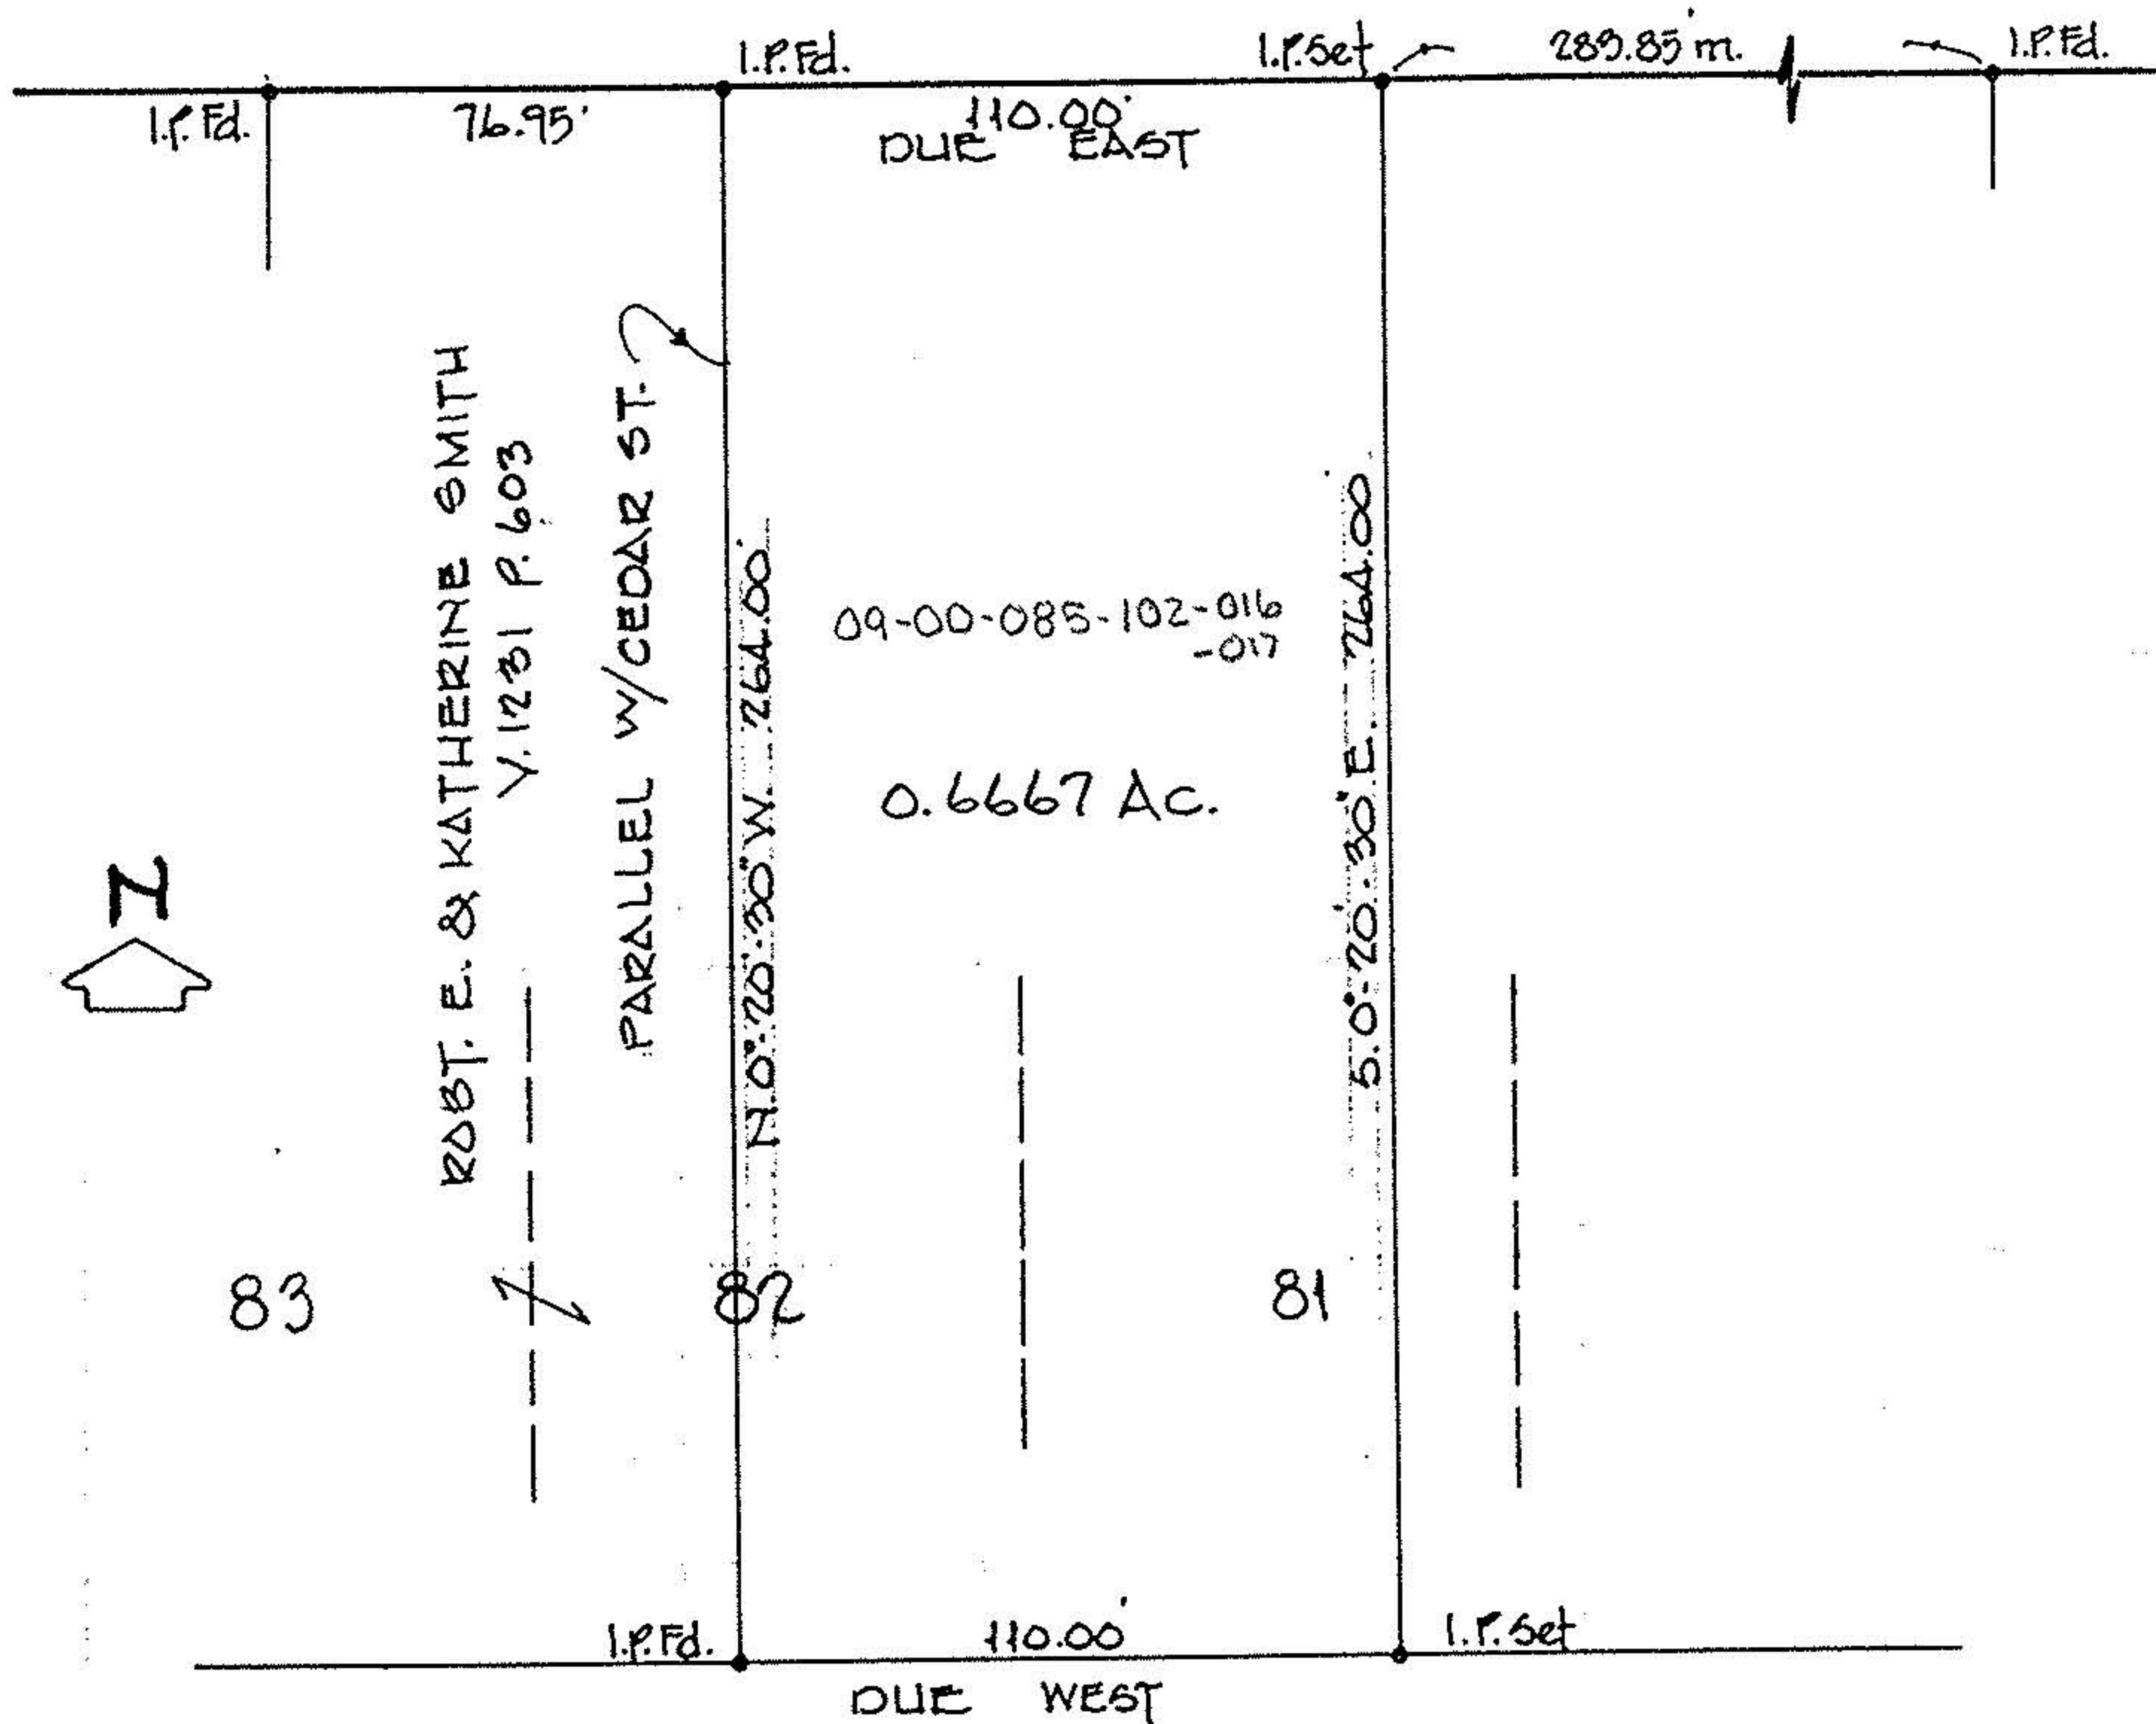 I.P. Fd.
I.P. Set
289.85' m.
I.P. Fd.
I.P. Fd.
76.95'
110.00'
DUE EAST
ROBT. E. & KATHERINE SMITH
V. 1231 P. 603
PARALLEL W/CEDAR ST.
N. 0°-20'-30" W. 264.00'
09-00-085-102-016
-017
0.6667 AC.
S. 0°-20'-30" E. 264.00'
N
83
Z
82
81
I.P. Fd.
110.00'
I.P. Set
DUE WEST